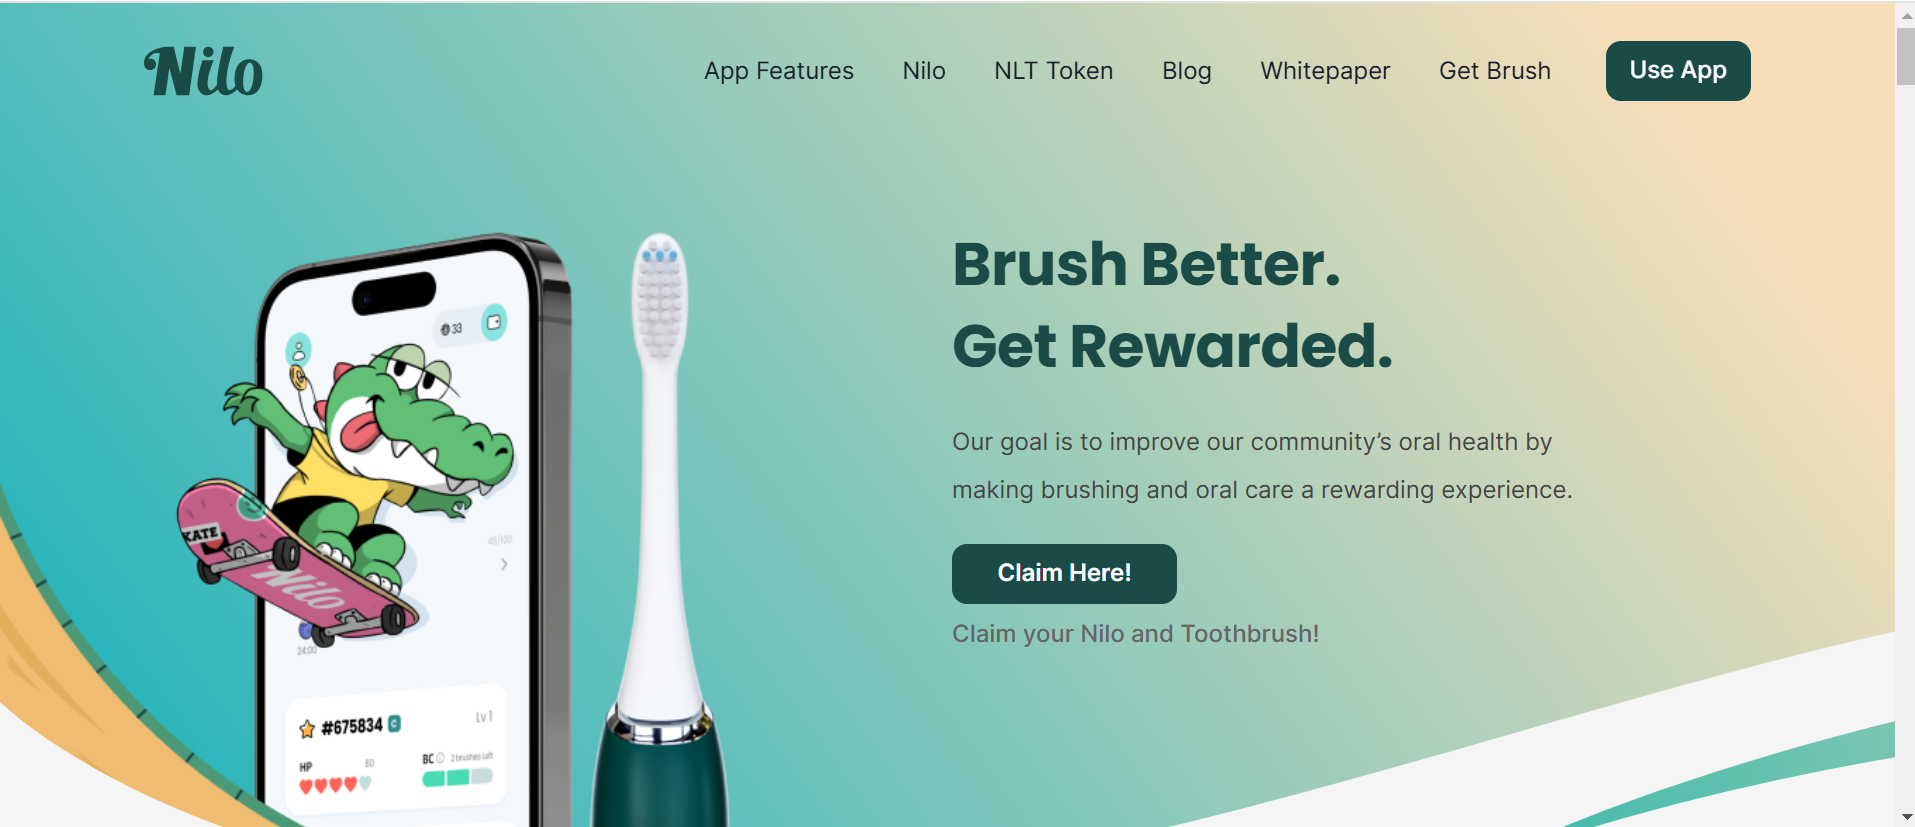 Nilo
App Features
Nilo
NLT Token
Blog
Whitepaper
Get Brush
Use App
Brush Better.
Get Rewarded.
Our goal is to improve our community’s oral health by
making brushing and oral care a rewarding experience.
Claim Here!
Claim your Nilo and Toothbrush!
33
KATE
Nilo
45/100
24:00
#675834 C
Lv 1
HP
80
BC
2 brushes left